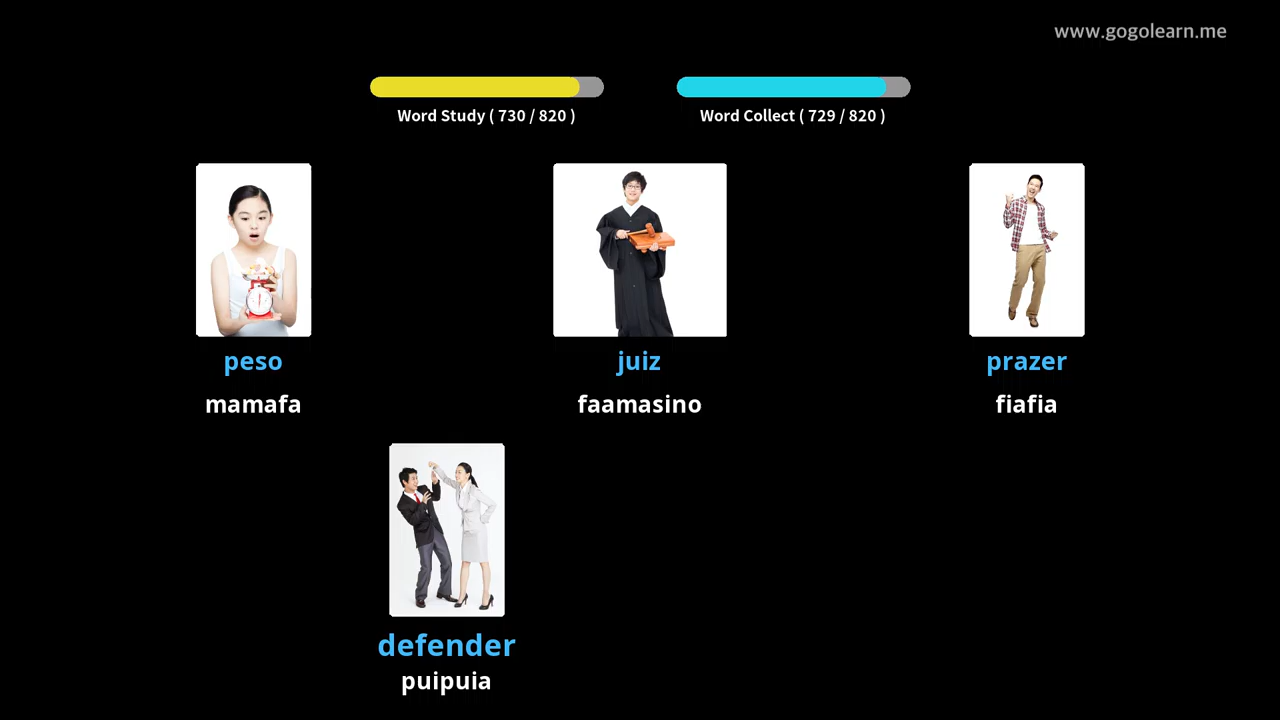 www.gogolearn.me
Word Study ( 730 / 820 )
Word Collect ( 729 / 820 )
peso
juiz
prazer
mamafa
faamasino
fiafia
defender
puipuia